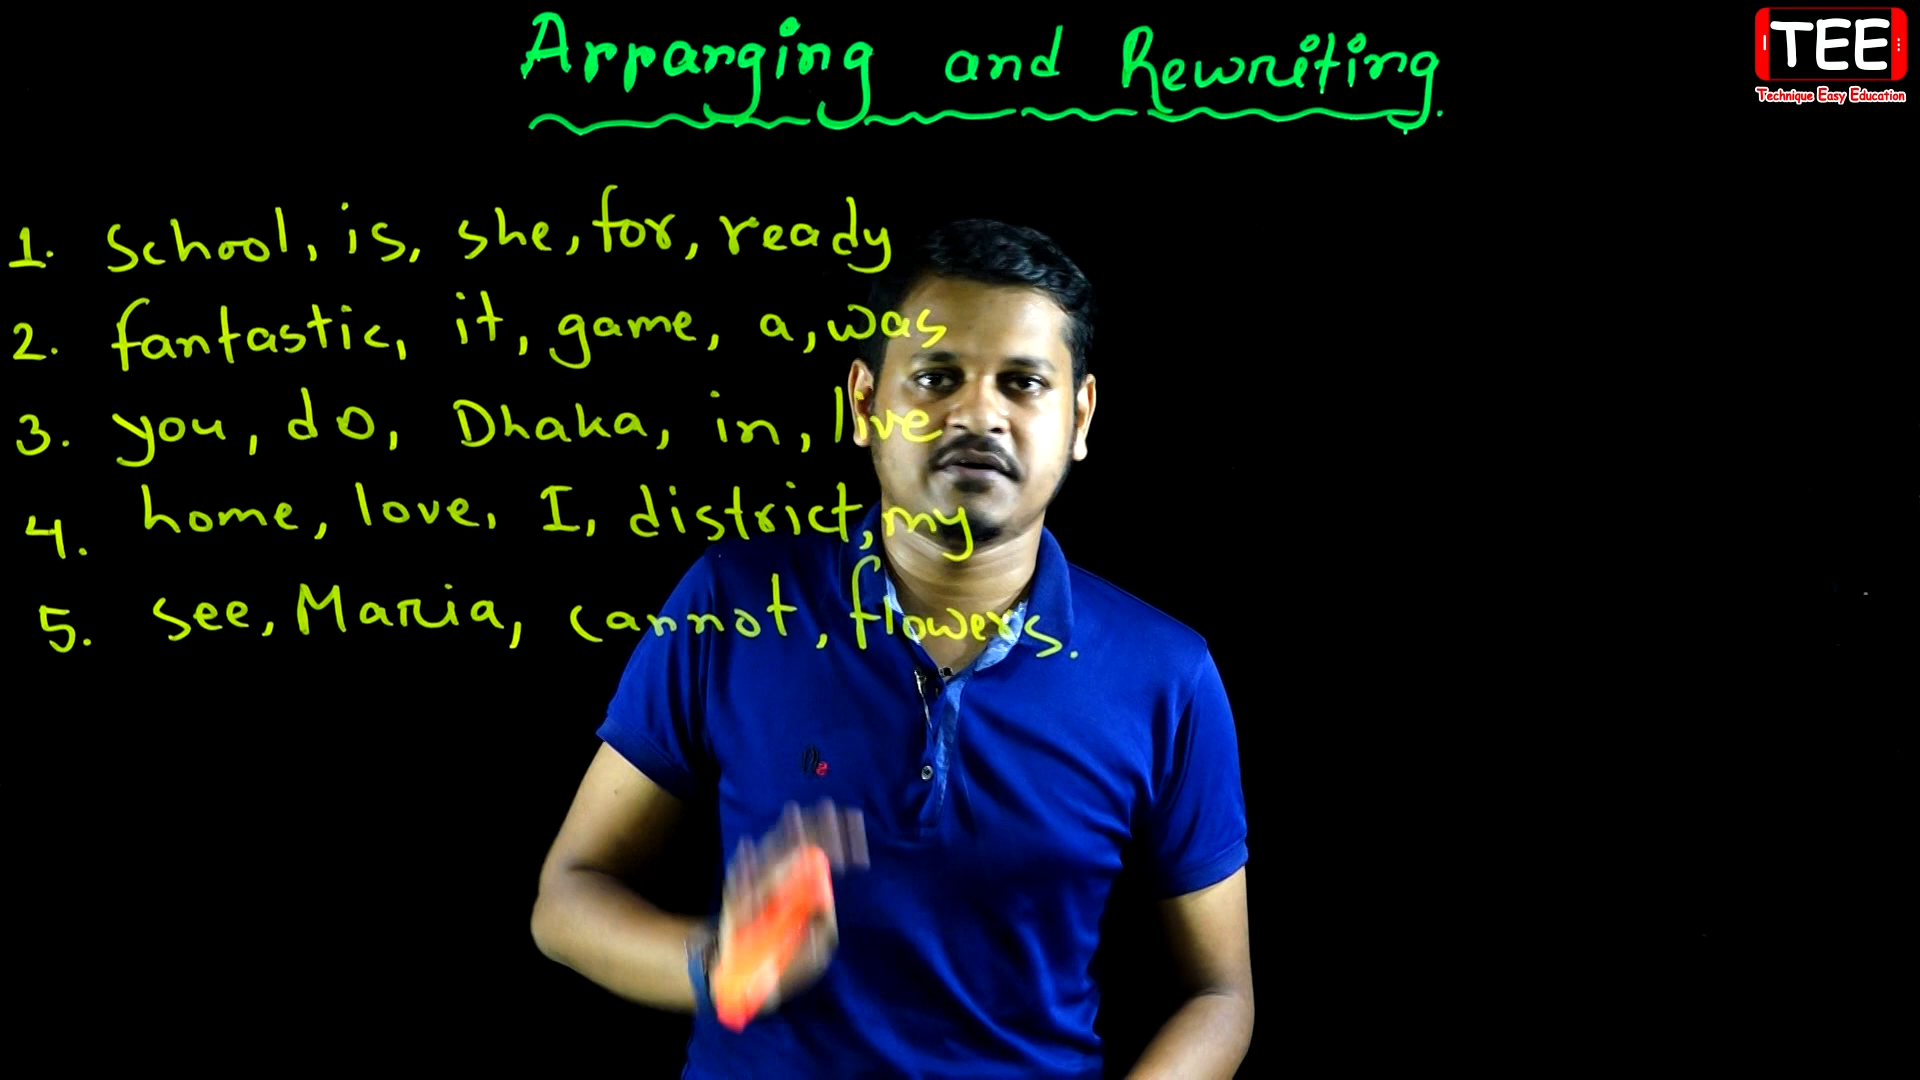 Arranging and Rewriting.
TEE
Technique Easy Education
1. School, is, she, for, ready
2. fantastic, it, game, a, was
3. you, do, Dhaka, in, live
4. home, love, I, district, my
5. see, Maria, cannot, flowers.